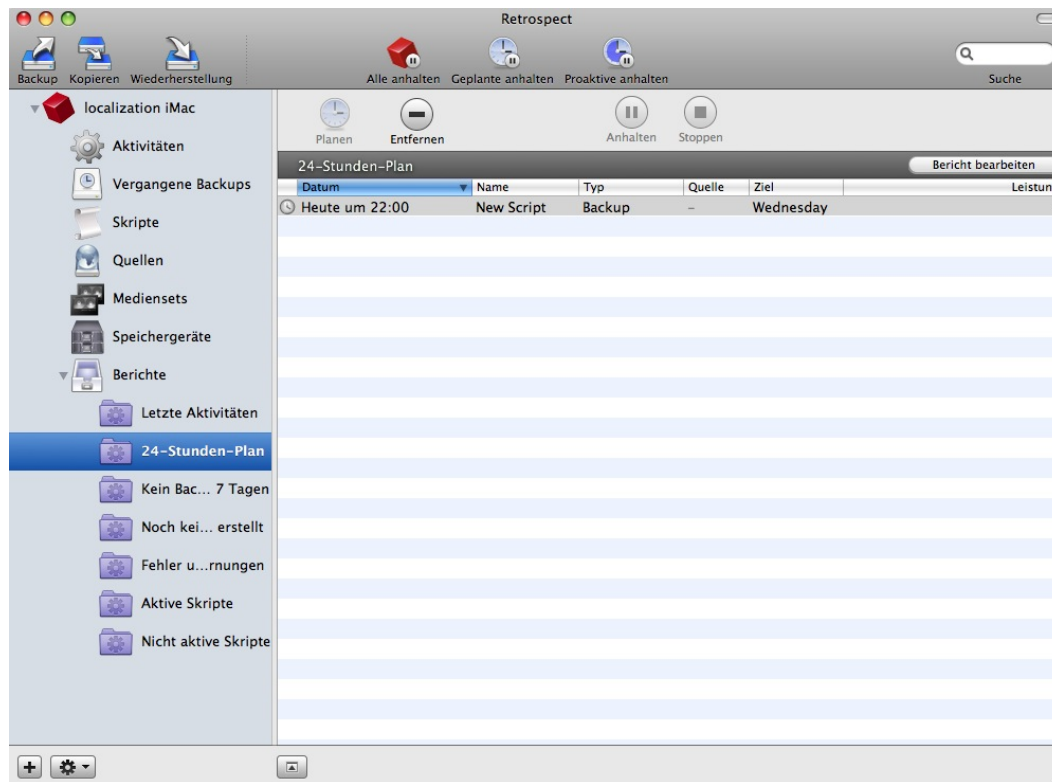 Retrospect
Backup Kopieren Wiederherstellung Alle anhalten Geplante anhalten Proaktive anhalten Suche
localization iMac
Aktivitäten
Vergangene Backups
Skripte
Quellen
Mediensets
Speichergeräte
Berichte
Letzte Aktivitäten
24-Stunden-Plan
Kein Bac... 7 Tagen
Noch kei... erstellt
Fehler u...rnungen
Aktive Skripte
Nicht aktive Skripte
Planen Entfernen Anhalten Stoppen
24-Stunden-Plan Bericht bearbeiten
Datum Name Typ Quelle Ziel Leistun
Heute um 22:00 New Script Backup - Wednesday